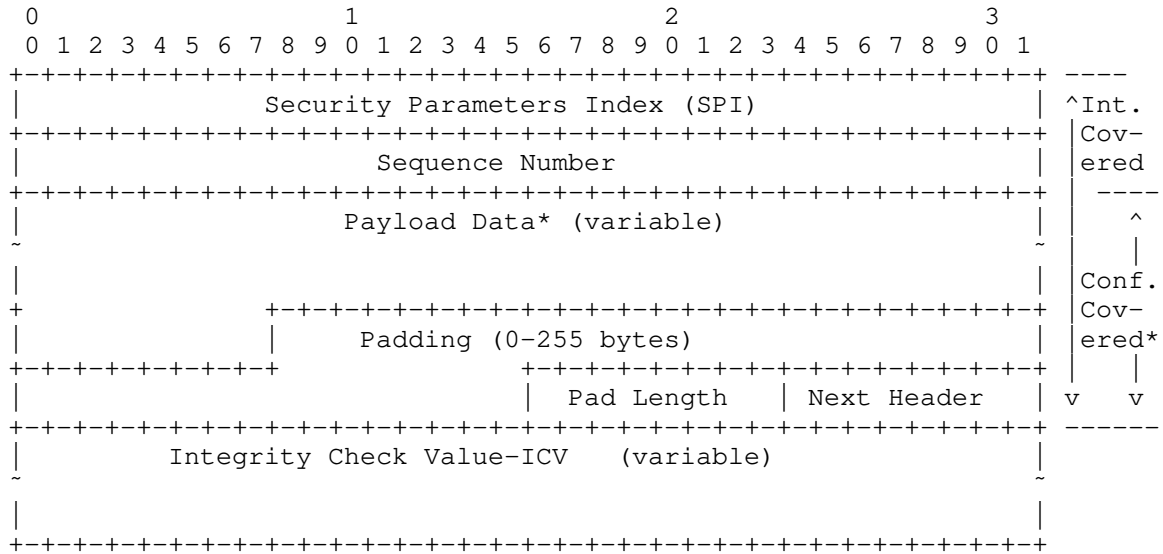 0                   1                   2                   3
 0 1 2 3 4 5 6 7 8 9 0 1 2 3 4 5 6 7 8 9 0 1 2 3 4 5 6 7 8 9 0 1
+-+-+-+-+-+-+-+-+-+-+-+-+-+-+-+-+-+-+-+-+-+-+-+-+-+-+-+-+-+-+-+-+ ----
|               Security Parameters Index (SPI)                 | ^Int.
+-+-+-+-+-+-+-+-+-+-+-+-+-+-+-+-+-+-+-+-+-+-+-+-+-+-+-+-+-+-+-+-+ |Cov-
|                      Sequence Number                          | |ered
+-+-+-+-+-+-+-+-+-+-+-+-+-+-+-+-+-+-+-+-+-+-+-+-+-+-+-+-+-+-+-+-+ | ----
|                    Payload Data* (variable)                   | |   ^
~                                                               ~ |   |
|                                                               | |Conf.
+               +-+-+-+-+-+-+-+-+-+-+-+-+-+-+-+-+-+-+-+-+-+-+-+-+ |Cov-
|               |     Padding (0-255 bytes)                     | |ered*
+-+-+-+-+-+-+-+-+               +-+-+-+-+-+-+-+-+-+-+-+-+-+-+-+-+ |   |
|                               |  Pad Length   | Next Header   | v   v
+-+-+-+-+-+-+-+-+-+-+-+-+-+-+-+-+-+-+-+-+-+-+-+-+-+-+-+-+-+-+-+-+ ------
|         Integrity Check Value-ICV   (variable)                |
~                                                               ~
|                                                               |
+-+-+-+-+-+-+-+-+-+-+-+-+-+-+-+-+-+-+-+-+-+-+-+-+-+-+-+-+-+-+-+-+